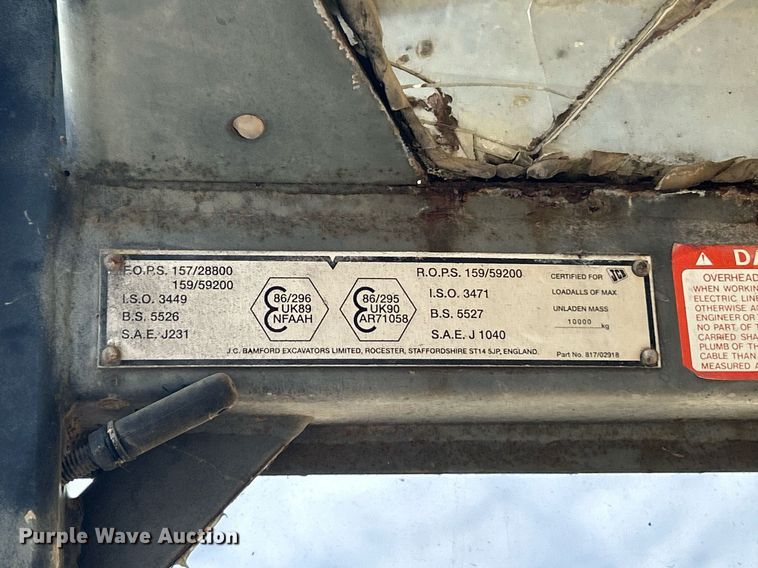 F.O.P.S. 157/28800
159/59200
I.S.O. 3449
B.S. 5526
S.A.E. J231
86/296
UK89
NFAAH
86/295
UK90
AR71058
R.O.P.S. 159/59200
I.S.O. 3471
B.S. 5527
S.A.E. J 1040
CERTIFIED FOR JCB
LOADALLS OF MAX
UNLADEN MASS
10000 kg
J.C. BAMFORD EXCAVATORS LIMITED, ROCESTER, STAFFORDSHIRE ST14 5JP, ENGLAND.
Part No. 817/02918
DA
OVERHEAD
WHEN WORKIN
ELECTRIC LINE
OTHERWISE AR
ENGINEER OR
NO PART OF T
CARRIED SHA
PLUMB OF TH
CABLE THAN
MEASURED A
Purple Wave Auction